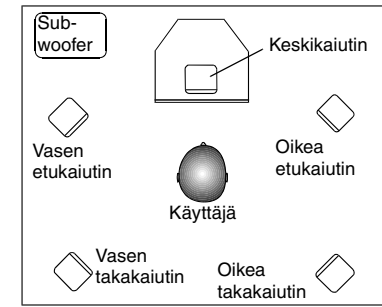 Sub-
woofer
Keskikaiutin
Vasen
etukaiutin
Oikea
etukaiutin
Käyttäjä
Vasen
takakaiutin
Oikea
takakaiutin